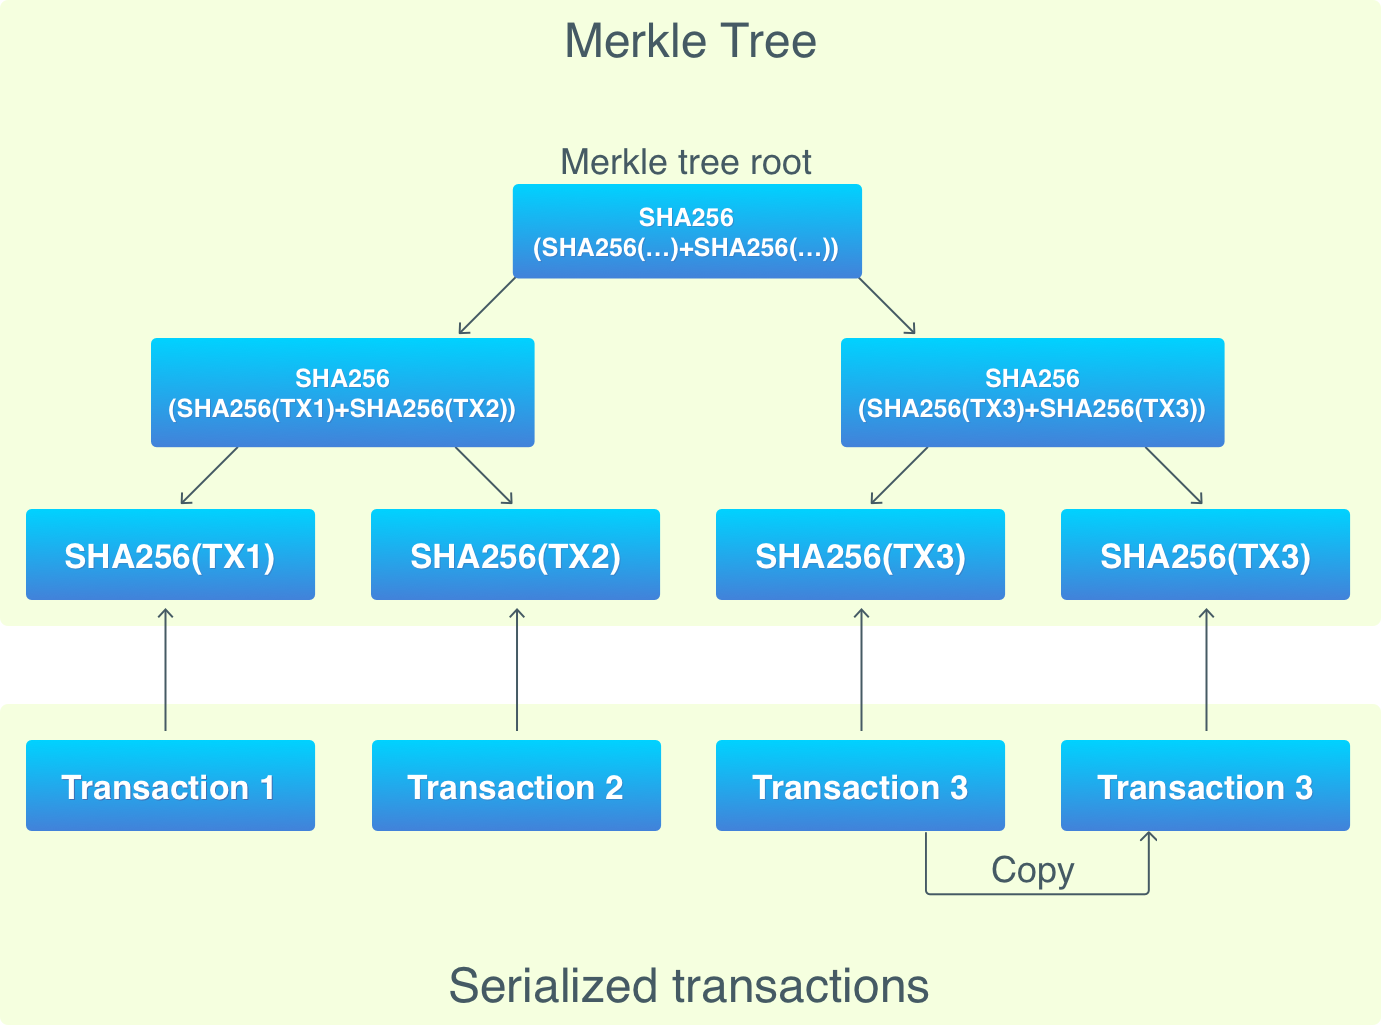 Merkle Tree
Merkle tree root
SHA256
(SHA256(...)+SHA256(...))
SHA256
(SHA256(TX1)+SHA256(TX2))
SHA256
(SHA256(TX3)+SHA256(TX3))
SHA256(TX1)
SHA256(TX2)
SHA256(TX3)
SHA256(TX3)
Transaction 1
Transaction 2
Transaction 3
Transaction 3
Copy
Serialized transactions